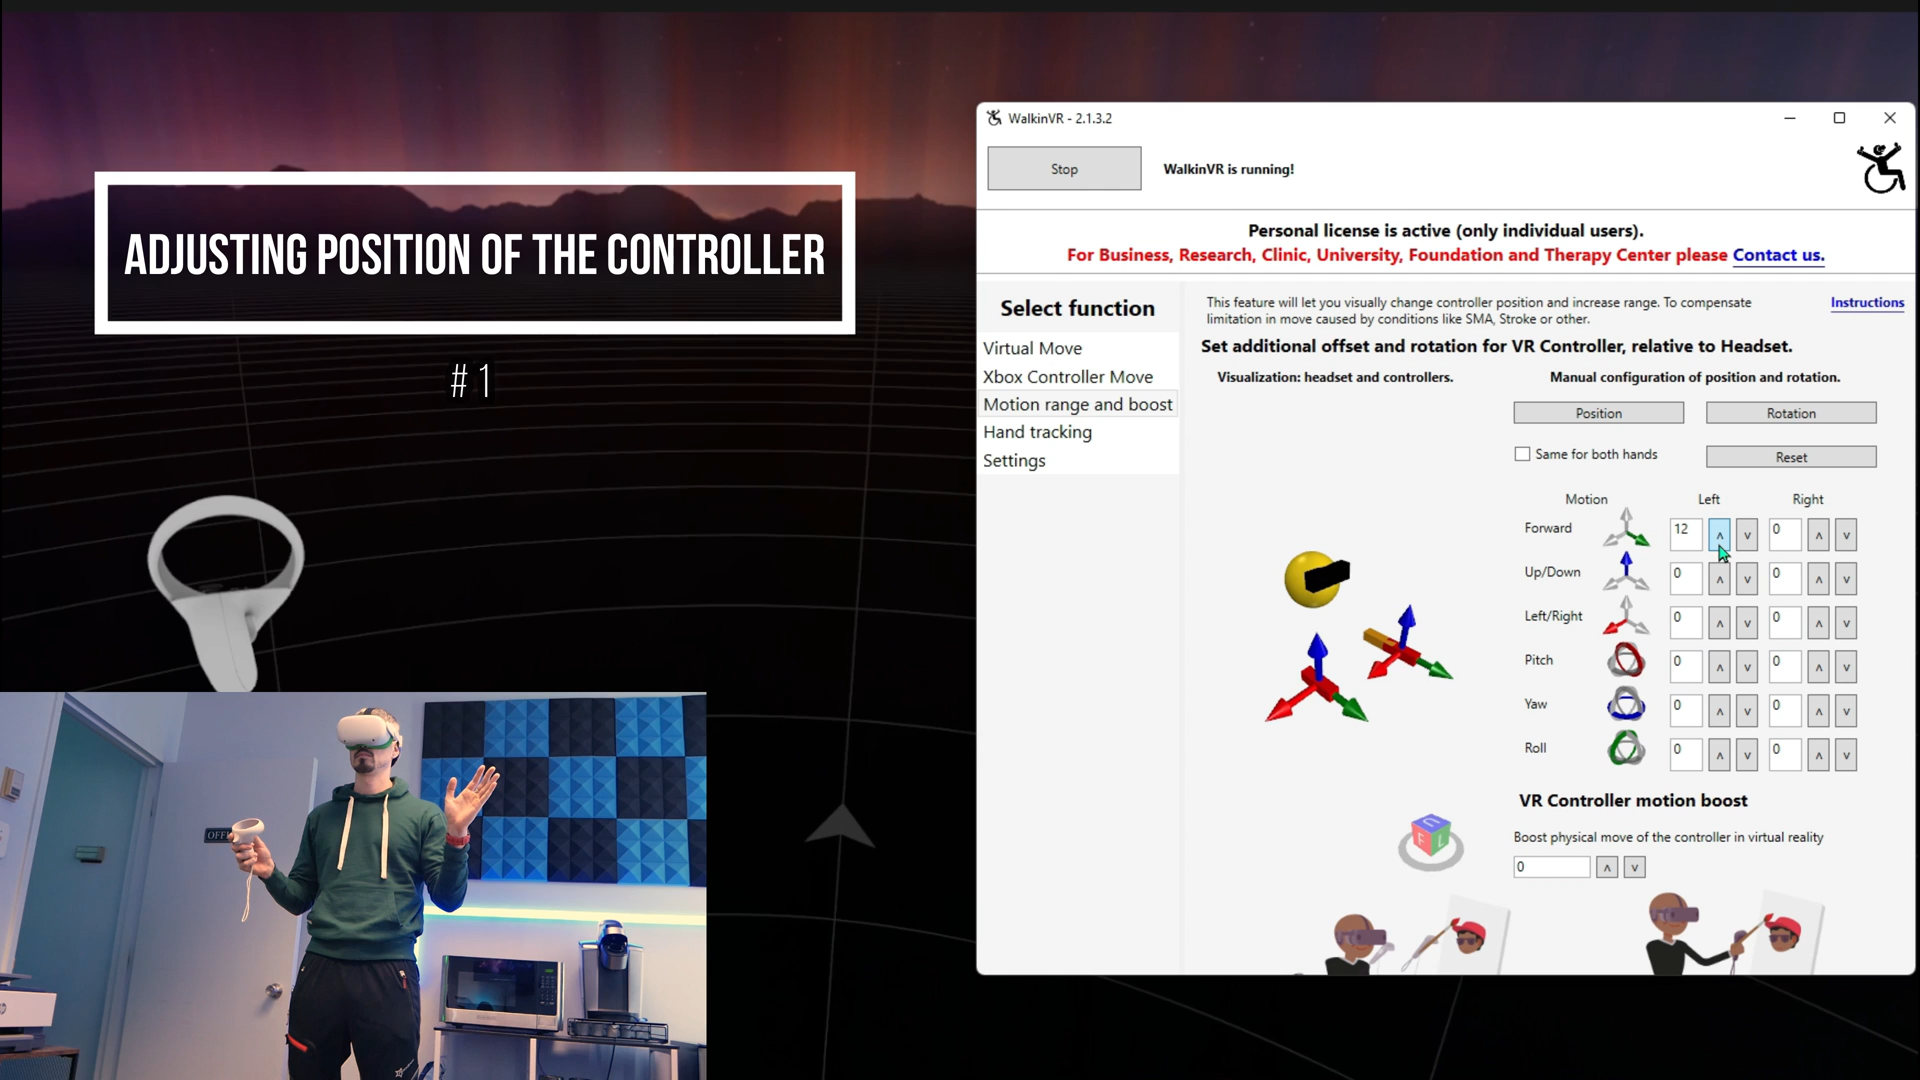 ADJUSTING POSITION OF THE CONTROLLER
# 1
WalkinVR - 2.1.3.2
Stop
WalkinVR is running!
Personal license is active (only individual users).
For Business, Research, Clinic, University, Foundation and Therapy Center please Contact us.
Select function
Virtual Move
Xbox Controller Move
Motion range and boost
Hand tracking
Settings
This feature will let you visually change controller position and increase range. To compensate
limitation in move caused by conditions like SMA, Stroke or other.
Instructions
Set additional offset and rotation for VR Controller, relative to Headset.
Visualization: headset and controllers.
Manual configuration of position and rotation.
Position
Rotation
Same for both hands
Reset
Motion Left Right
Forward 12 0
Up/Down 0 0
Left/Right 0 0
Pitch 0 0
Yaw 0 0
Roll 0 0
VR Controller motion boost
Boost physical move of the controller in virtual reality
0
U
F L